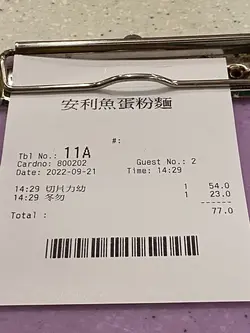 安利魚蛋粉麵
#:
Tbl No.: 11A
Cardno: 800202 Guest No.: 2
Date: 2022-09-21 Time: 14:29
14:29 切片力幼 1 54.0
14:29 冬勿 1 23.0
------
Total : 77.0